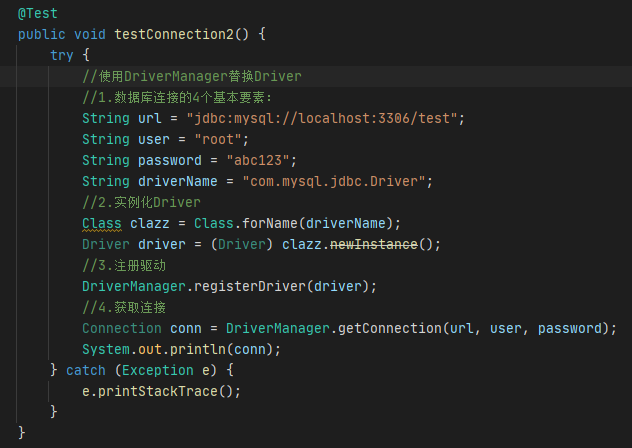 @Test
public void testConnection2() {
try {
//使用DriverManager替换Driver
//1.数据库连接的4个基本要素:
String url = "jdbc:mysql://localhost:3306/test";
String user = "root";
String password = "abc123";
String driverName = "com.mysql.jdbc.Driver";
//2.实例化Driver
Class clazz = Class.forName(driverName);
Driver driver = (Driver) clazz.newInstance();
//3.注册驱动
DriverManager.registerDriver(driver);
//4.获取连接
Connection conn = DriverManager.getConnection(url, user, password);
System.out.println(conn);
} catch (Exception e) {
e.printStackTrace();
}
}